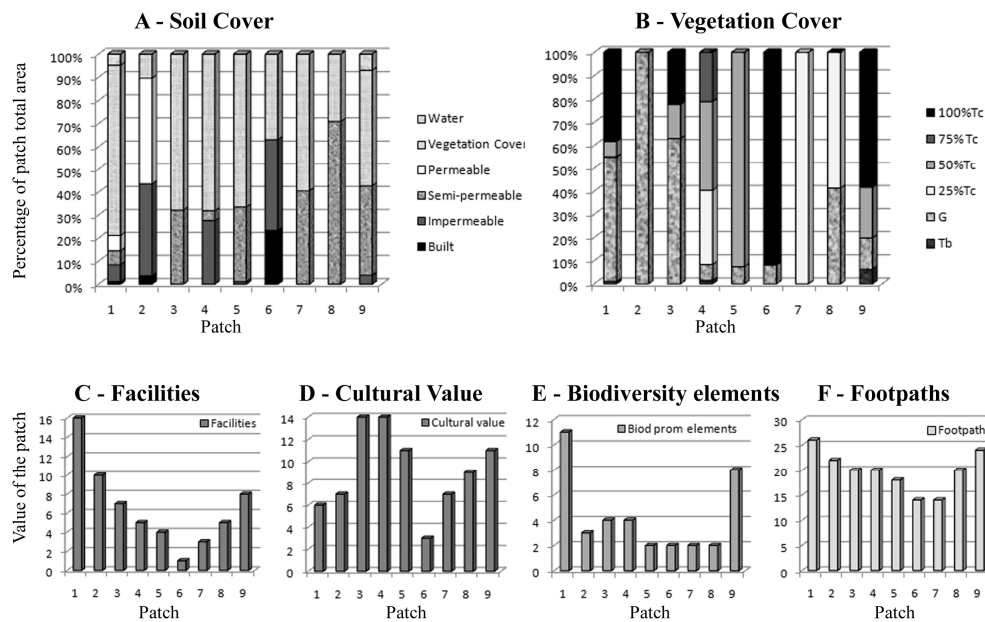 A - Soil Cover
Percentage of patch total area
100%
90%
80%
70%
60%
50%
40%
30%
20%
10%
0%
1 2 3 4 5 6 7 8 9
Patch
Water
Vegetation Cover
Permeable
Semi-permeable
Impermeable
Built
B - Vegetation Cover
100%
90%
80%
70%
60%
50%
40%
30%
20%
10%
0%
1 2 3 4 5 6 7 8 9
Patch
100%Tc
75%Tc
50%Tc
25%Tc
G
Tb
C - Facilities
Value of the patch
Facilities
16
14
12
10
8
6
4
2
0
1 2 3 4 5 6 7 8 9
Patch
D - Cultural Value
Cultural value
14
12
10
8
6
4
2
0
1 2 3 4 5 6 7 8 9
Patch
E - Biodiversity elements
Biod prom elements
12
10
8
6
4
2
0
1 2 3 4 5 6 7 8 9
Patch
F - Footpaths
Footpath
30
25
20
15
10
5
0
1 2 3 4 5 6 7 8 9
Patch